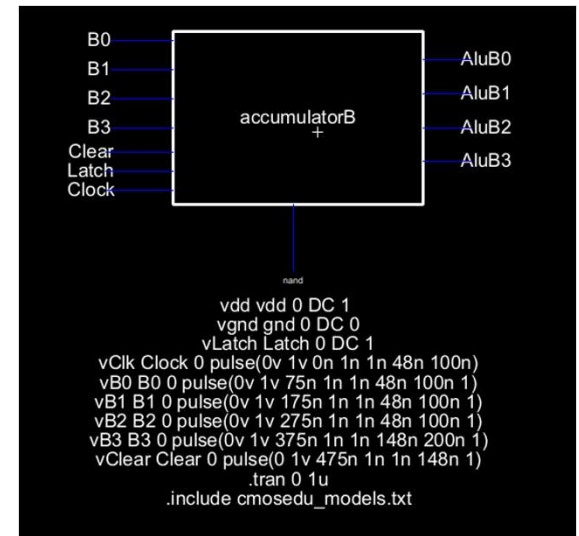 B0
B1
B2
B3
Clear
Latch
Clock
accumulatorB
AluB0
AluB1
AluB2
AluB3
nand
vdd vdd 0 DC 1
vgnd gnd 0 DC 0
vLatch Latch 0 DC 1
vClk Clock 0 pulse(0v 1v 0n 1n 1n 48n 100n)
vB0 B0 0 pulse(0v 1v 75n 1n 1n 48n 100n 1)
vB1 B1 0 pulse(0v 1v 175n 1n 1n 48n 100n 1)
vB2 B2 0 pulse(0v 1v 275n 1n 1n 48n 100n 1)
vB3 B3 0 pulse(0v 1v 375n 1n 1n 148n 200n 1)
vClear Clear 0 pulse(0 1v 475n 1n 1n 148n 1)
.tran 0 1u
.include cmosedu_models.txt